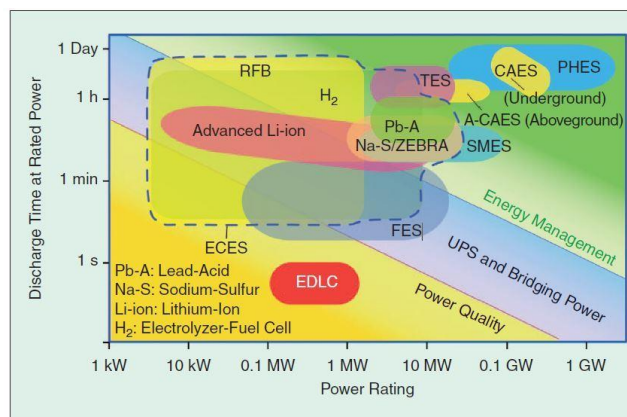 1 Day
1 h
1 min
1 s
Discharge Time at Rated Power
RFB
H2
TES
CAES
PHES
(Underground)
A-CAES (Aboveground)
Advanced Li-ion
Pb-A
Na-S/ZEBRA
SMES
FES
ECES
EDLC
Energy Management
UPS and Bridging Power
Power Quality
Pb-A: Lead-Acid
Na-S: Sodium-Sulfur
Li-ion: Lithium-Ion
H2: Electrolyzer-Fuel Cell
1 kW 10 kW 0.1 MW 1 MW 10 MW 0.1 GW 1 GW
Power Rating